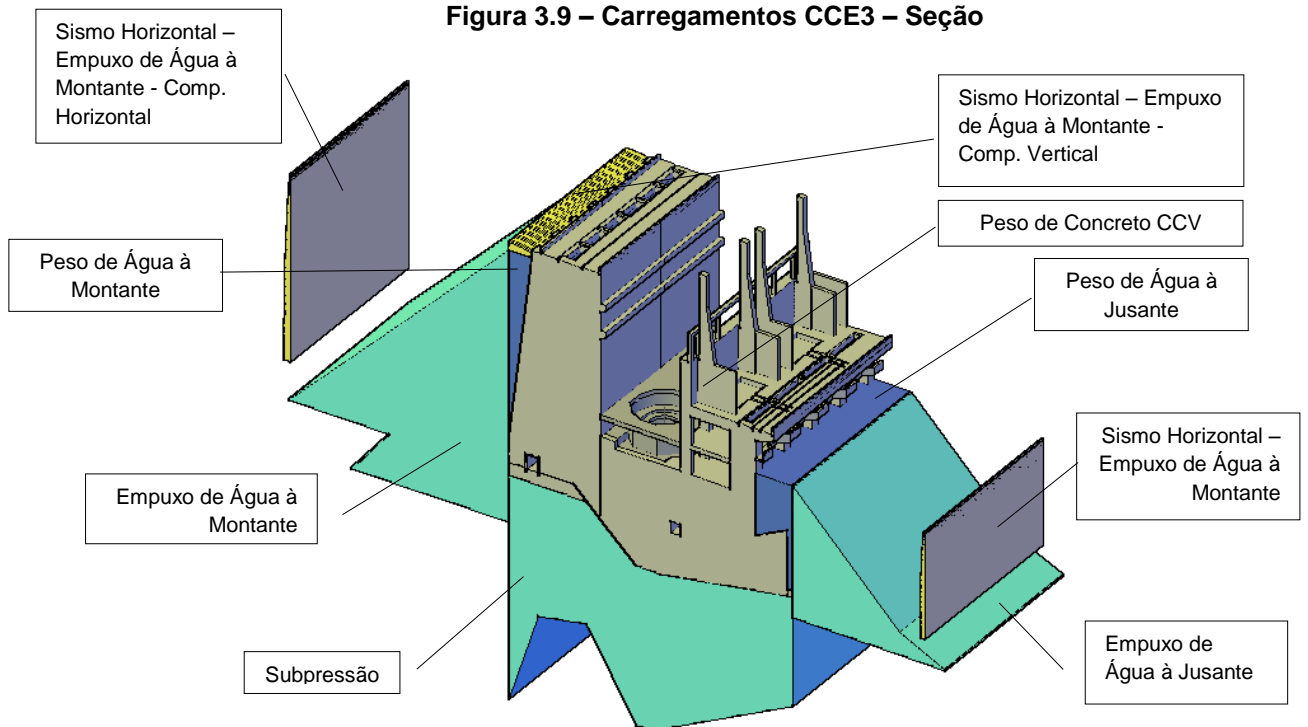 Figura 3.9 – Carregamentos CCE3 – Seção
Sismo Horizontal –
Empuxo de Água à
Montante - Comp.
Horizontal
Sismo Horizontal – Empuxo
de Água à Montante -
Comp. Vertical
Peso de Concreto CCV
Peso de Água à
Montante
Peso de Água à
Jusante
Empuxo de Água à
Montante
Sismo Horizontal –
Empuxo de Água à
Montante
Subpressão
Empuxo de
Água à Jusante